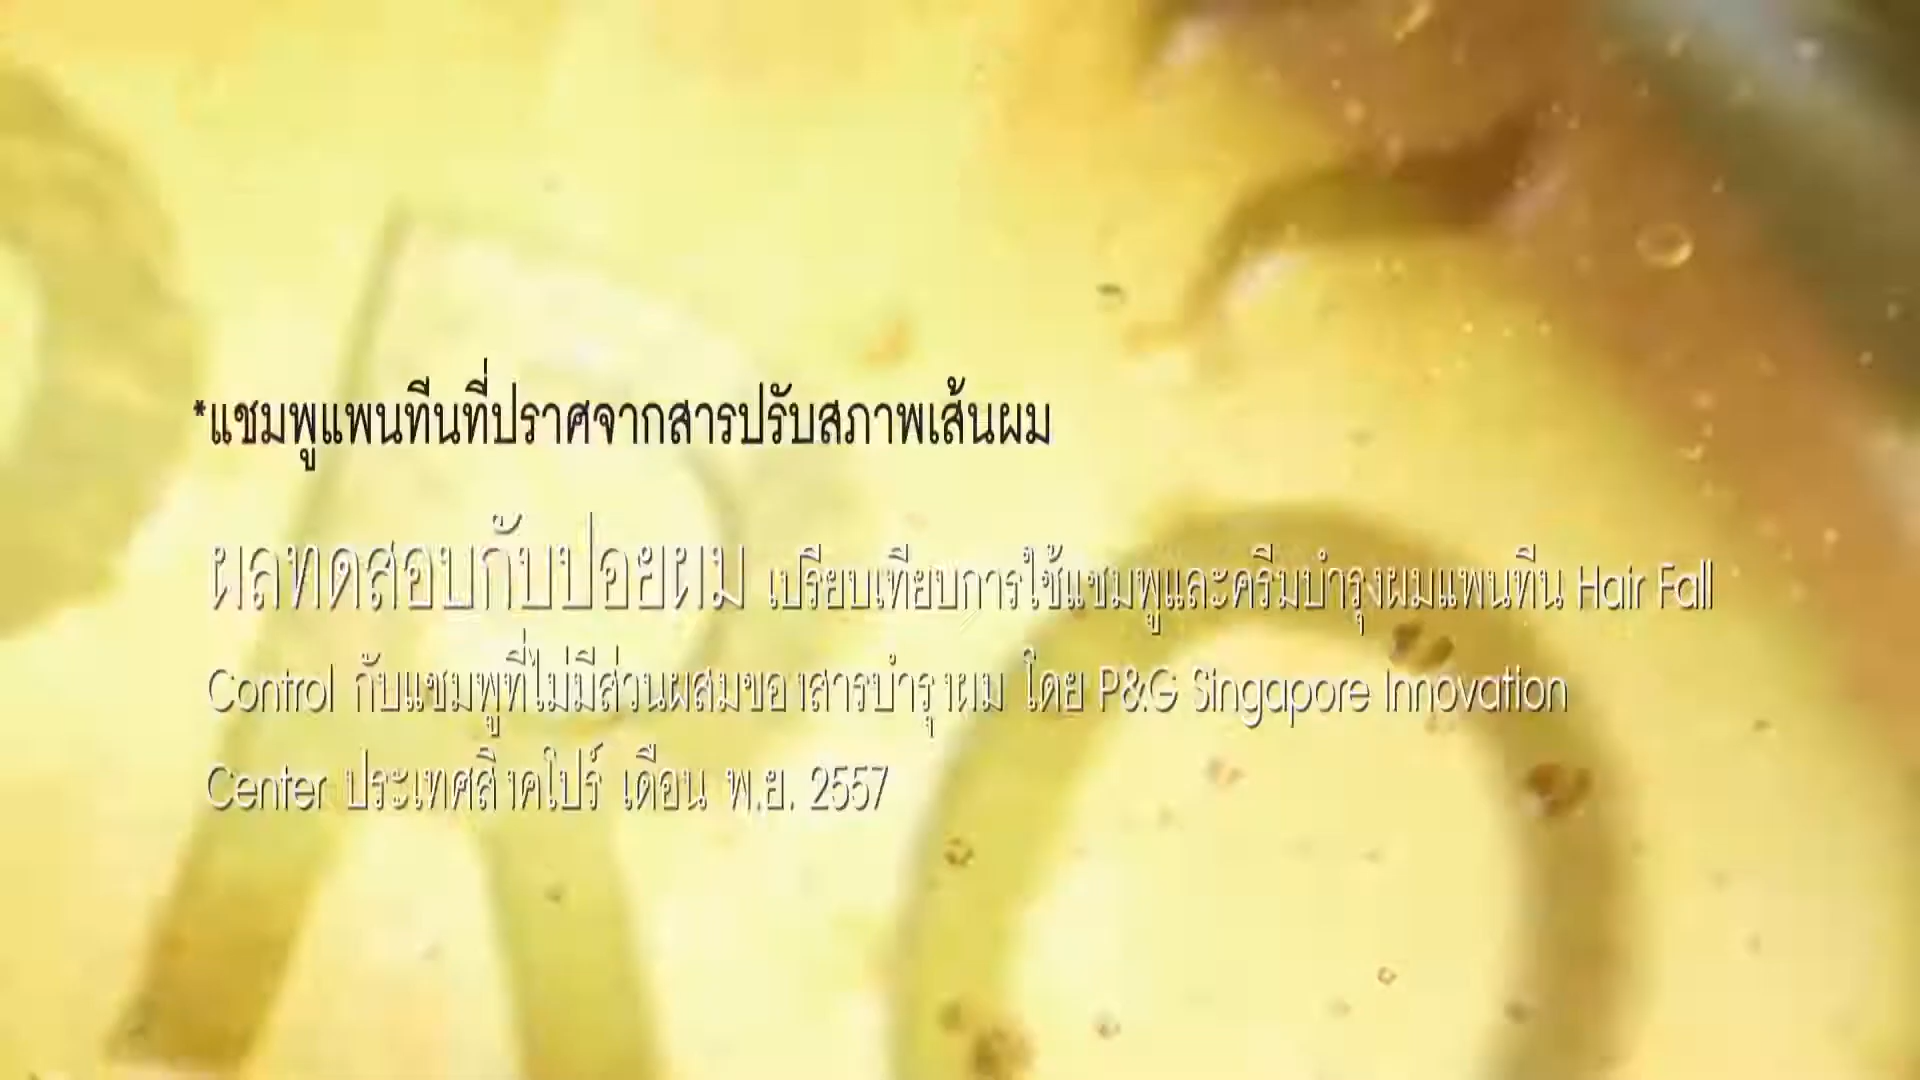 *แชมพูแพนทีนที่ปราศจากสารปรับสภาพเส้นผม
ผลทดสอบกับปอยผม เปรียบเทียบการใช้แชมพูและครีมบำรุงผมแพนทีน Hair Fall
Control กับแชมพูที่ไม่มีส่วนผสมของสารบำรุงผม โดย P&G Singapore Innovation
Center ประเทศสิงคโปร์ เดือน พ.ย. 2557